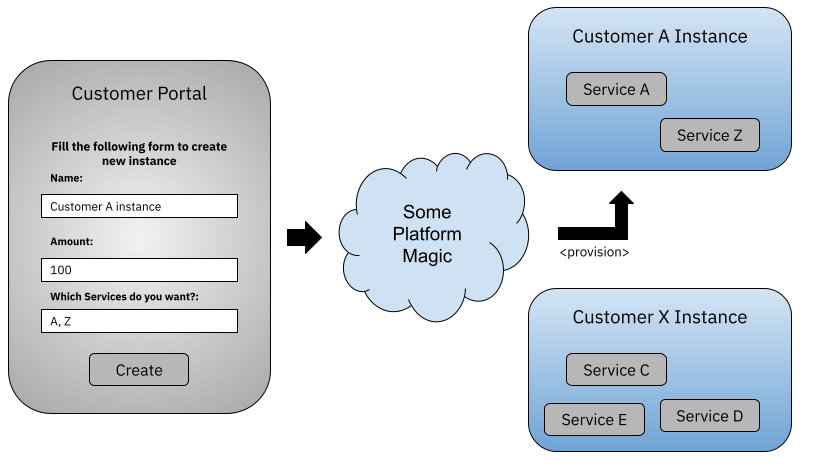 Customer Portal
Fill the following form to create
new instance
Name:
Customer A instance
Amount:
100
Which Services do you want?:
A, Z
Create
Some
Platform
Magic
Customer A Instance
Service A
Service Z
<provision>
Customer X Instance
Service C
Service E
Service D